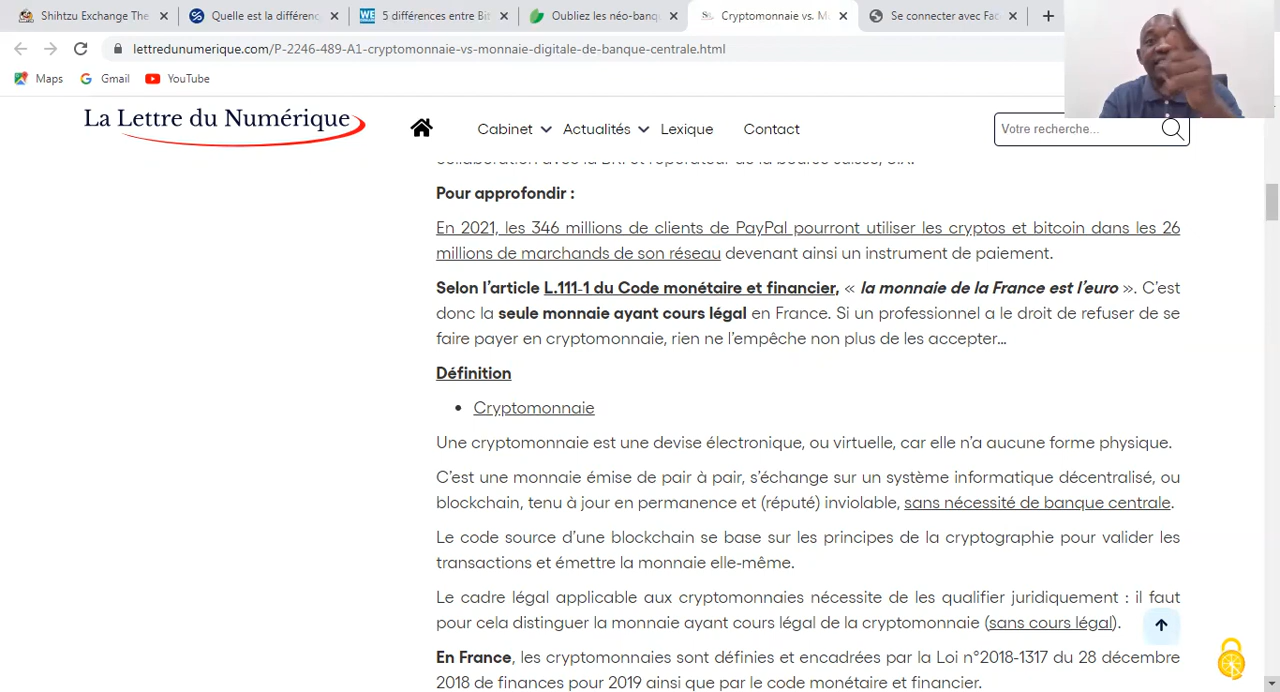 Shihtzu Exchange The
Quelle est la différenc
5 différences entre Bit
Oubliez les néo-banqu
Cryptomonnaie vs. M
Se connecter avec Fac
lettredunumerique.com/P-2246-489-A1-cryptomonnaie-vs-monnaie-digitale-de-banque-centrale.html
Maps Gmail YouTube
La Lettre du Numérique
Cabinet Actualités Lexique Contact
Votre recherche...
collaboration avec la BRI et l'opérateur de la bourse suisse, SIX.
Pour approfondir :
En 2021, les 346 millions de clients de PayPal pourront utiliser les cryptos et bitcoin dans les 26
millions de marchands de son réseau devenant ainsi un instrument de paiement.
Selon l'article L.111-1 du Code monétaire et financier, « la monnaie de la France est l'euro ». C'est
donc la seule monnaie ayant cours légal en France. Si un professionnel a le droit de refuser de se
faire payer en cryptomonnaie, rien ne l'empêche non plus de les accepter...
Définition
• Cryptomonnaie
Une cryptomonnaie est une devise électronique, ou virtuelle, car elle n'a aucune forme physique.
C'est une monnaie émise de pair à pair, s'échange sur un système informatique décentralisé, ou
blockchain, tenu à jour en permanence et (réputé) inviolable, sans nécessité de banque centrale.
Le code source d'une blockchain se base sur les principes de la cryptographie pour valider les
transactions et émettre la monnaie elle-même.
Le cadre légal applicable aux cryptomonnaies nécessite de les qualifier juridiquement : il faut
pour cela distinguer la monnaie ayant cours légal de la cryptomonnaie (sans cours légal).
En France, les cryptomonnaies sont définies et encadrées par la Loi n°2018-1317 du 28 décembre
2018 de finances pour 2019 ainsi que par le code monétaire et financier.